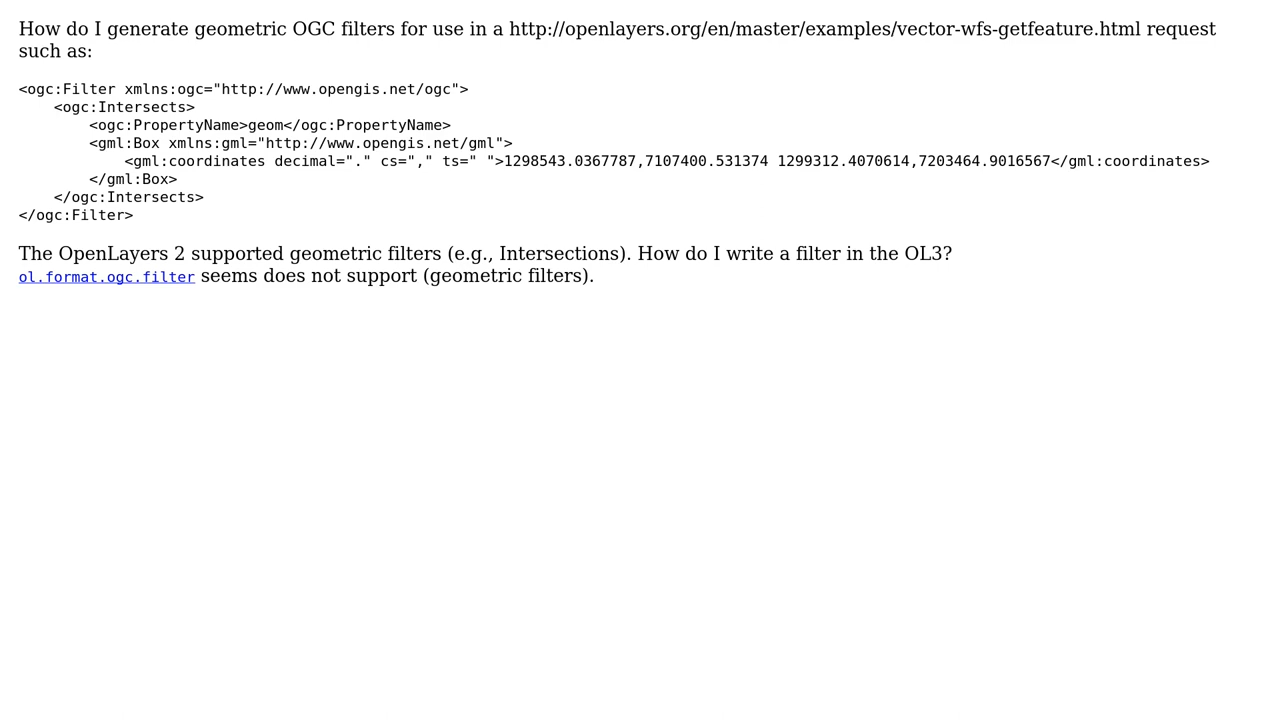 How do I generate geometric OGC filters for use in a http://openlayers.org/en/master/examples/vector-wfs-getfeature.html request
such as:
<ogc:Filter xmlns:ogc="http://www.opengis.net/ogc">
    <ogc:Intersects>
        <ogc:PropertyName>geom</ogc:PropertyName>
        <gml:Box xmlns:gml="http://www.opengis.net/gml">
            <gml:coordinates decimal="." cs="," ts=" ">1298543.0367787,7107400.531374 1299312.4070614,7203464.9016567</gml:coordinates>
        </gml:Box>
    </ogc:Intersects>
</ogc:Filter>
The OpenLayers 2 supported geometric filters (e.g., Intersections). How do I write a filter in the OL3?
ol.format.ogc.filter seems does not support (geometric filters).